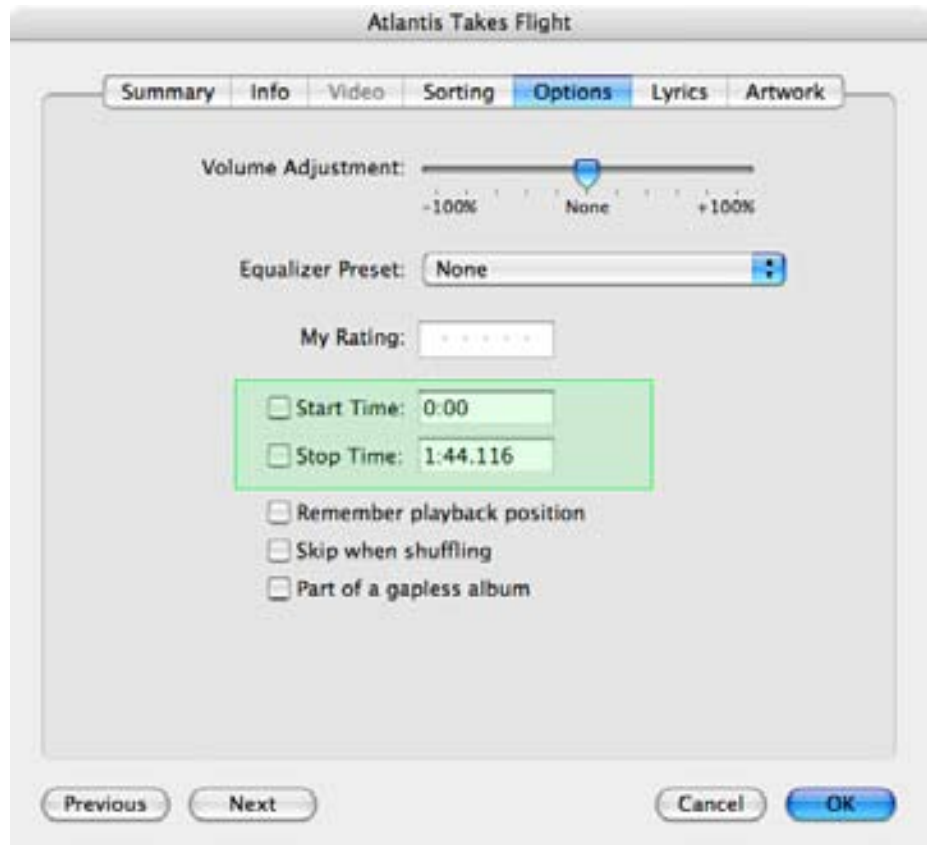 Atlantis Takes Flight
Summary Info Video Sorting Options Lyrics Artwork
Volume Adjustment:
-100% None +100%
Equalizer Preset: None
My Rating:
Start Time: 0:00
Stop Time: 1:44.116
Remember playback position
Skip when shuffling
Part of a gapless album
Previous Next Cancel OK